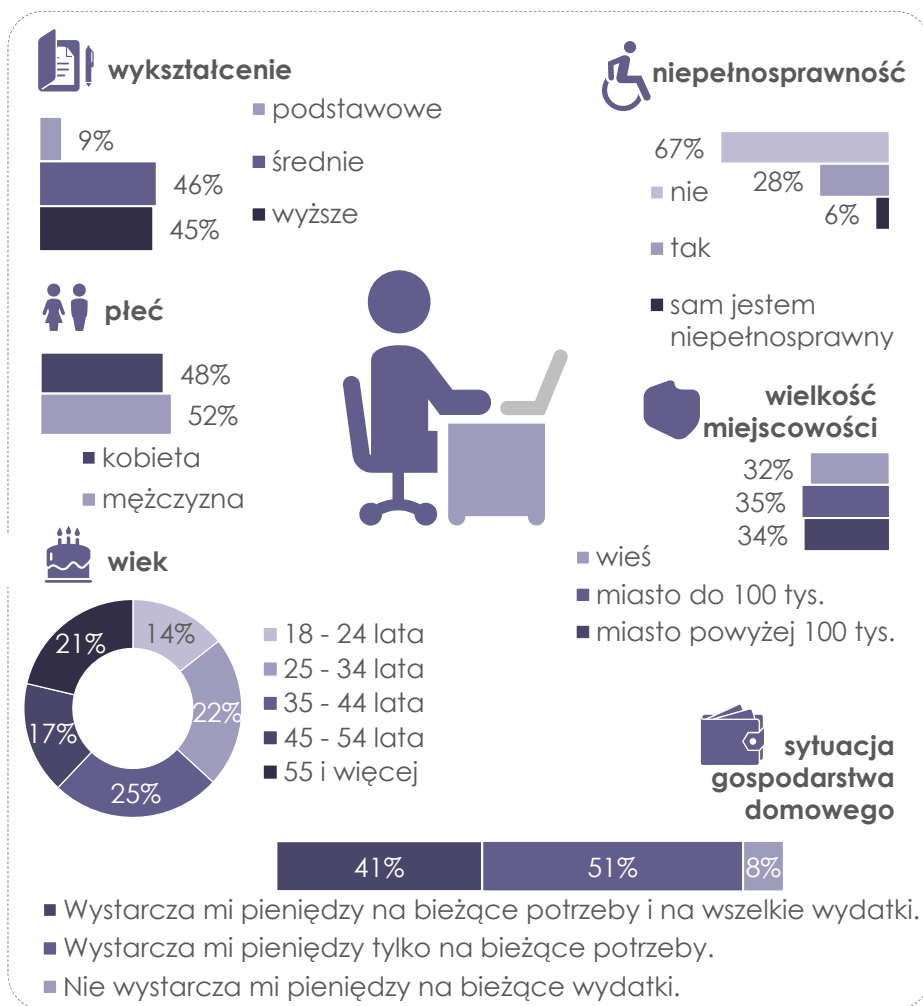 wykształcenie
podstawowe
9%
średnie
46%
wyższe
45%
niepełnosprawność
67%
28%
nie
6%
tak
sam jestem
niepełnosprawny
płeć
48%
52%
kobieta
mężczyzna
wielkość
miejscowości
32%
35%
34%
wieś
miasto do 100 tys.
miasto powyżej 100 tys.
wiek
14%
22%
25%
17%
21%
18 - 24 lata
25 - 34 lata
35 - 44 lata
45 - 54 lata
55 i więcej
sytuacja
gospodarstwa
domowego
41%
51%
8%
Wystarcza mi pieniędzy na bieżące potrzeby i na wszelkie wydatki.
Wystarcza mi pieniędzy tylko na bieżące potrzeby.
Nie wystarcza mi pieniędzy na bieżące wydatki.